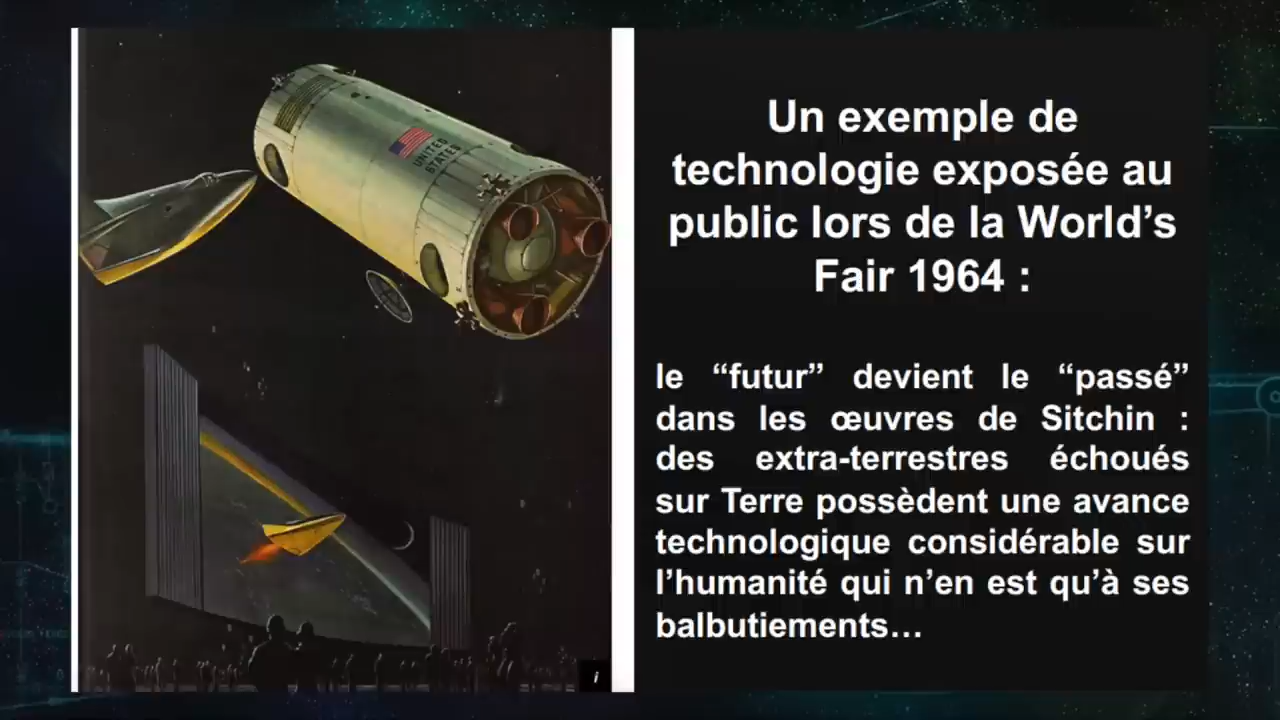 UNITED
STATES
i
Un exemple de
technologie exposée au
public lors de la World’s
Fair 1964 :
le “futur” devient le “passé”
dans les œuvres de Sitchin :
des extra-terrestres échoués
sur Terre possèdent une avance
technologique considérable sur
l’humanité qui n’en est qu’à ses
balbutiements…